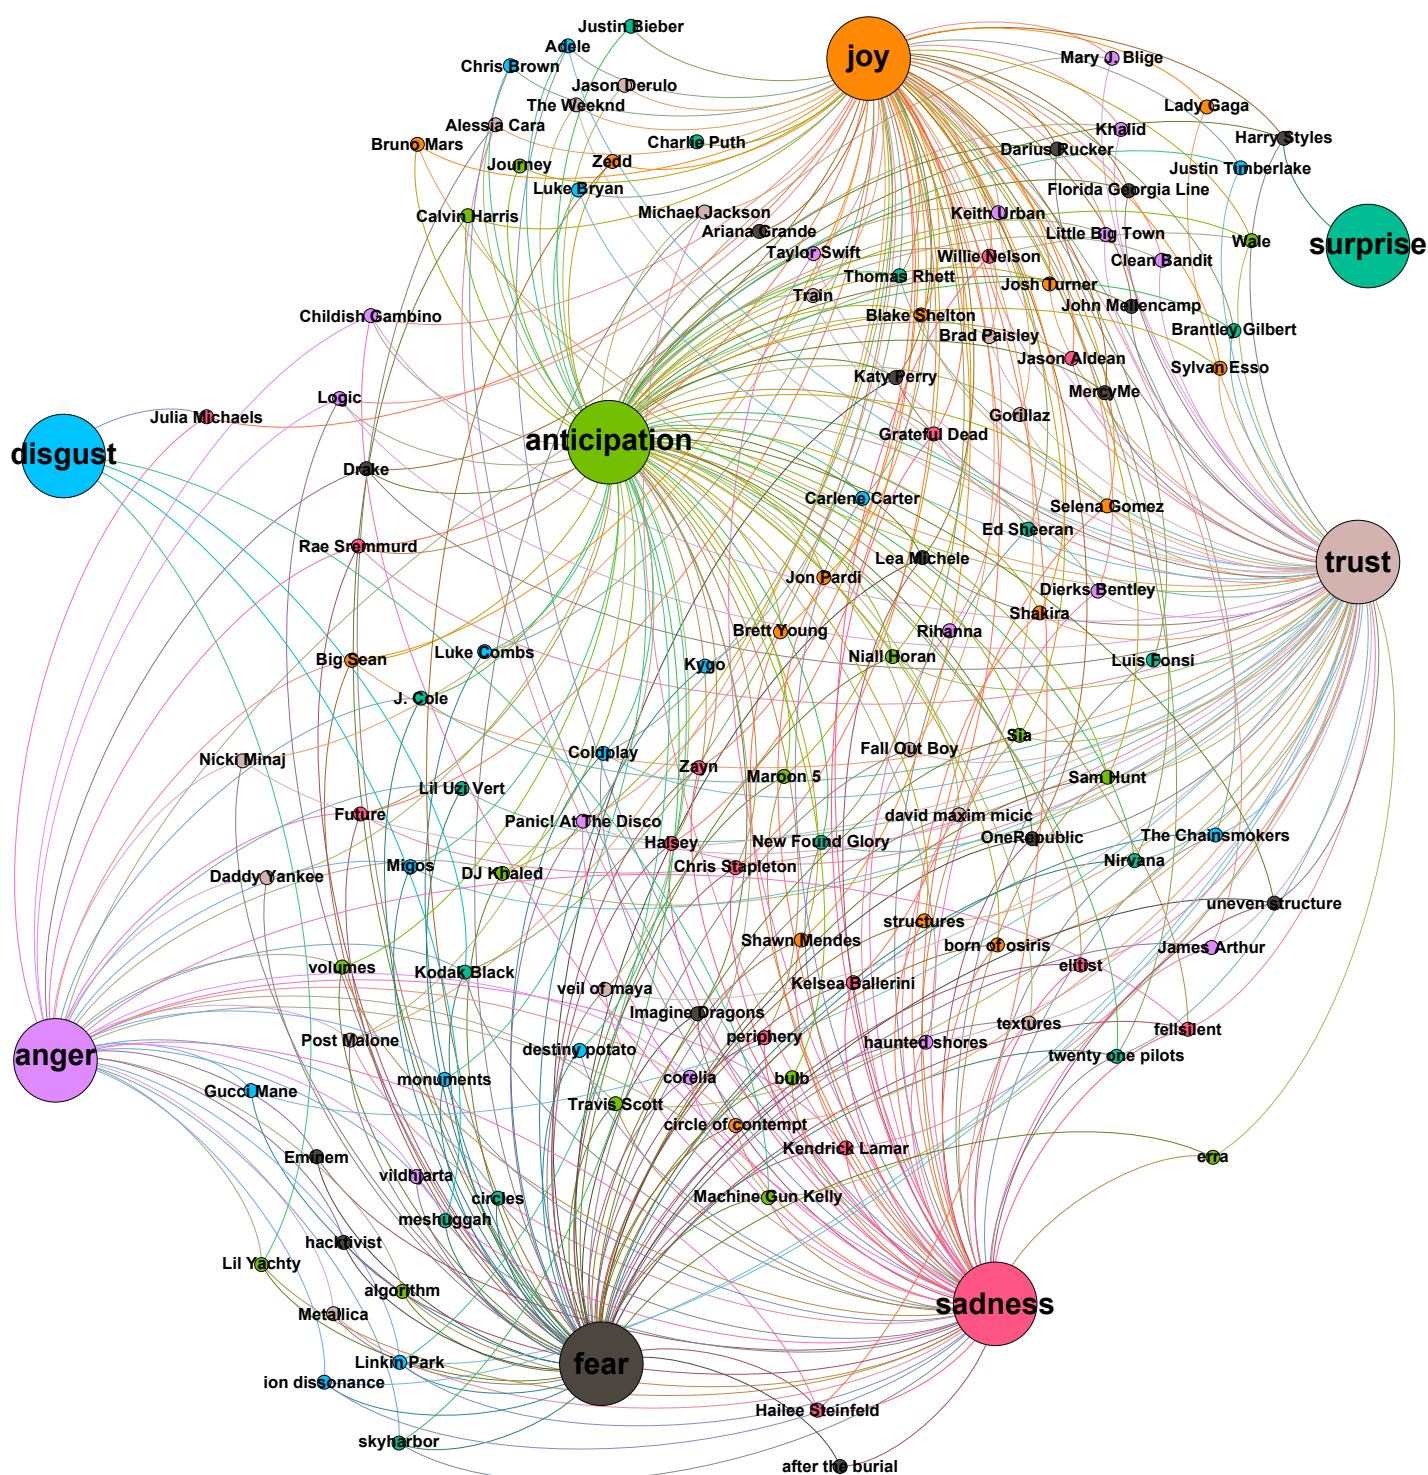 Justin Bieber
joy
Adele
Mary J. Blige
Chris Brown
Jason Derulo
The Weeknd
Lady Gaga
Alessia Cara
Khalid
Harry Styles
Bruno Mars
Charlie Puth
Darius Rucker
Journey
Zedd
Justin Timberlake
Luke Bryan
Florida Georgia Line
Calvin Harris
Michael Jackson
Keith Urban
Ariana Grande
Little Big Town
Wale
surprise
Taylor Swift
Willie Nelson
Clean Bandit
Thomas Rhett
Josh Turner
Train
John Mellencamp
Childish Gambino
Blake Shelton
Brantley Gilbert
Brad Paisley
Jason Aldean
Sylvan Esso
Katy Perry
MercyMe
Logic
Julia Michaels
Gorillaz
Grateful Dead
anticipation
disgust
Drake
Carlene Carter
Selena Gomez
Ed Sheeran
Rae Sremmurd
Lea Michele
trust
Jon Pardi
Dierks Bentley
Shakira
Brett Young
Rihanna
Luke Combs
Niall Horan
Big Sean
Kygo
Luis Fonsi
J. Cole
Sia
Fall Out Boy
Coldplay
Nicki Minaj
Zayn
Maroon 5
Sam Hunt
Lil Uzi Vert
Future
david maxim micic
Panic! At The Disco
The Chainsmokers
OneRepublic
Halsey
New Found Glory
Nirvana
Migos
Chris Stapleton
DJ Khaled
Daddy Yankee
uneven structure
structures
Shawn Mendes
born of osiris
James Arthur
elitist
volumes
Kodak Black
Kelsea Ballerini
veil of maya
Imagine Dragons
textures
fellsilent
periphery
Post Malone
haunted shores
destiny potato
twenty one pilots
anger
corelia
bulb
monuments
Gucci Mane
Travis Scott
circle of contempt
Kendrick Lamar
Eminem
erra
vildhjarta
circles
Machine Gun Kelly
meshuggah
hacktivist
Lil Yachty
algorithm
sadness
Metallica
Linkin Park
fear
ion dissonance
Hailee Steinfeld
skyharbor
after the burial